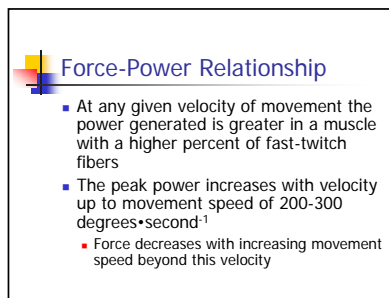 Force-Power Relationship
At any given velocity of movement the
power generated is greater in a muscle
with a higher percent of fast-twitch
fibers
The peak power increases with velocity
up to movement speed of 200-300
degrees•second⁻¹
Force decreases with increasing movement
speed beyond this velocity